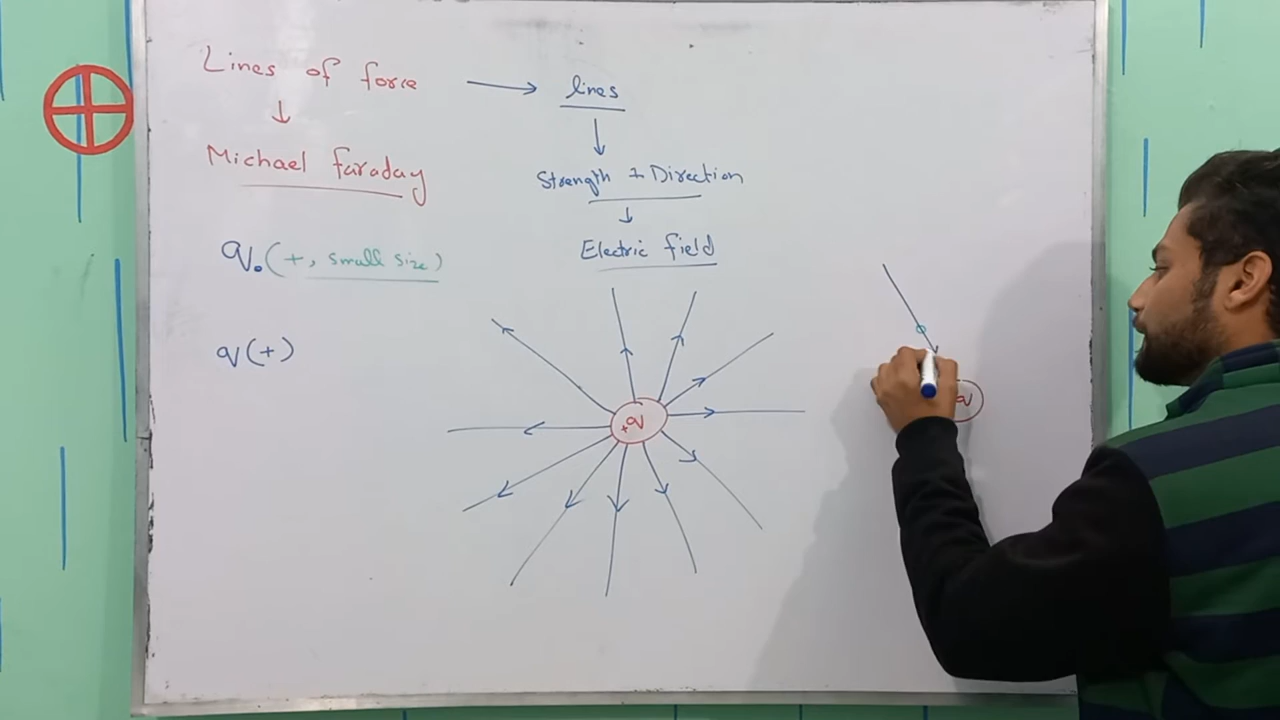 Lines of force → lines
↓
Michael faraday
↓
Strength + Direction
↓
Electric field
q₀ (+, small size)
q (+)
+q
q